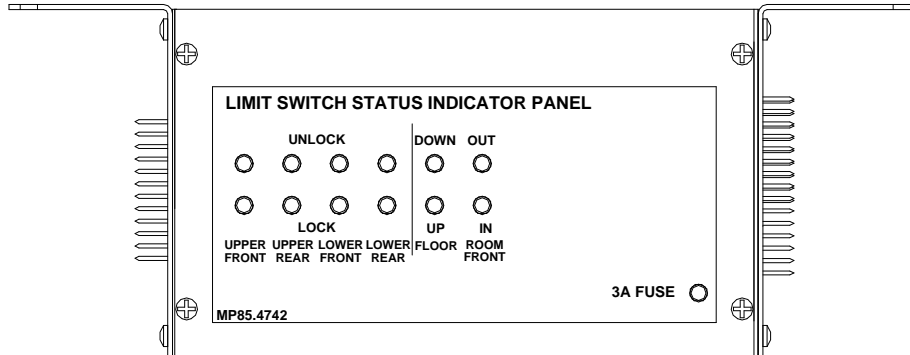 LIMIT SWITCH STATUS INDICATOR PANEL
UNLOCK DOWN OUT
LOCK UP IN
UPPER FRONT UPPER REAR LOWER FRONT LOWER REAR FLOOR ROOM FRONT
3A FUSE
MP85.4742